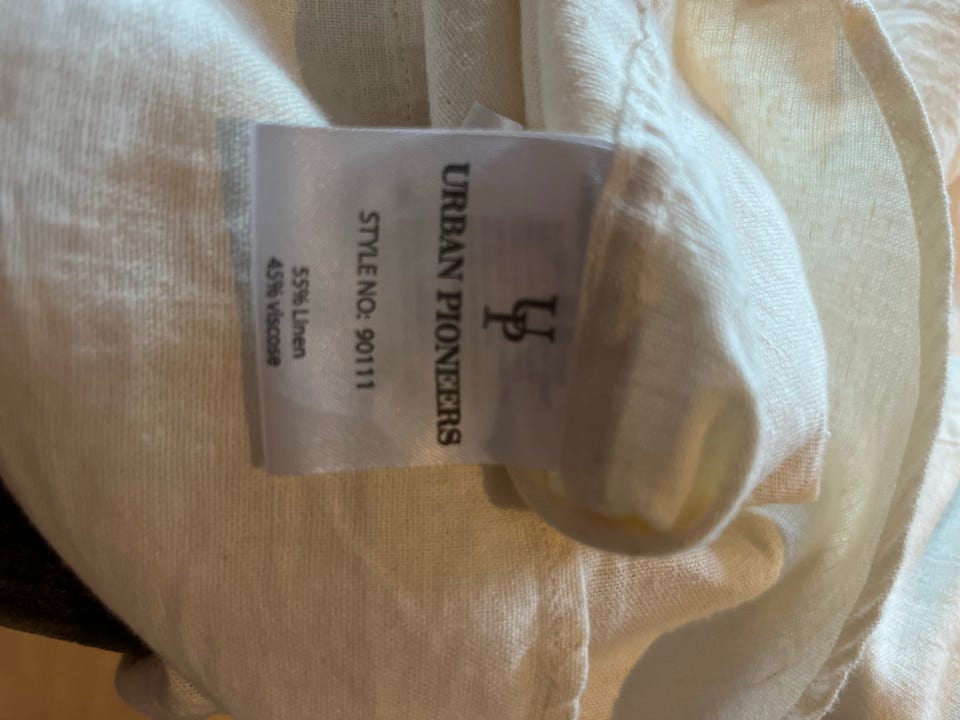 UP
URBAN PIONEERS
STYLE NO: 90111
55% Linen
45% Viscose